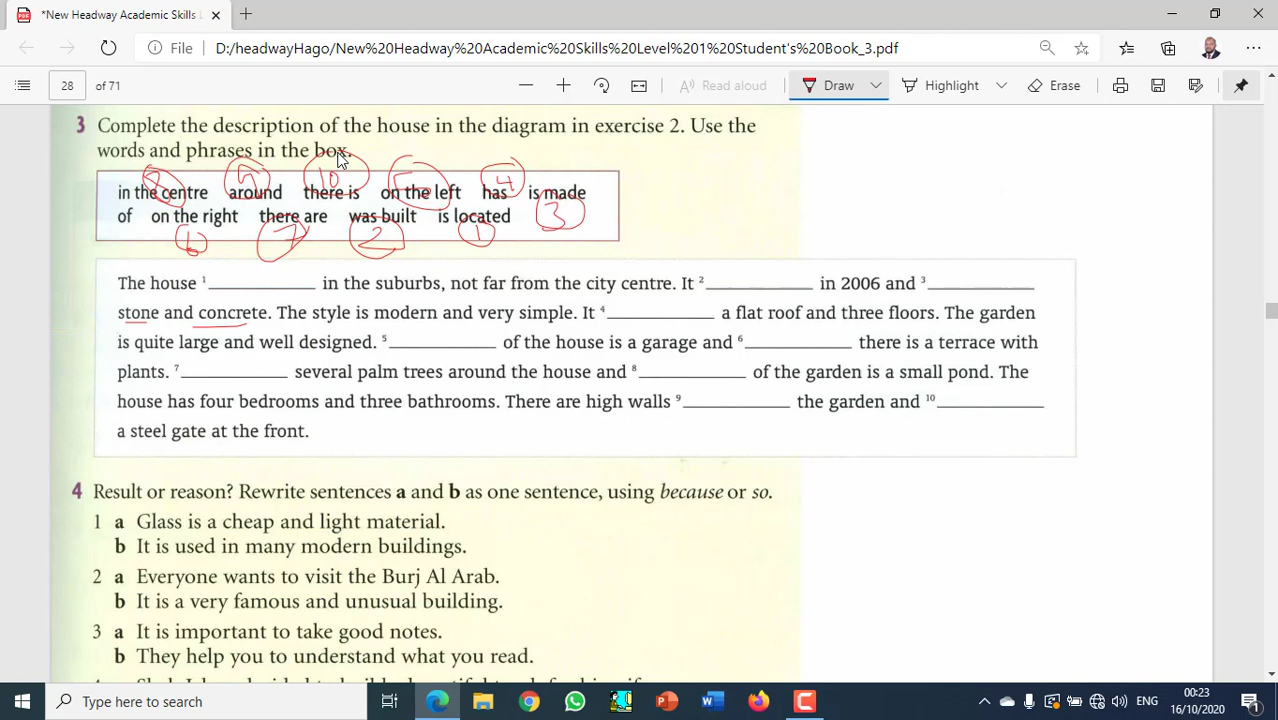 *New Headway Academic Skills L
File D:/headwayHago/New%20Headway%20Academic%20Skills%20Level%201%20Student's%20Book_3.pdf
28 of 71 Read aloud Draw Highlight Erase
3 Complete the description of the house in the diagram in exercise 2. Use the
words and phrases in the box.
8 9 10 5 4
in the centre around there is on the left has is made
of on the right there are was built is located 3
6 7 2 1
The house 1____________ in the suburbs, not far from the city centre. It 2____________ in 2006 and 3____________
stone and concrete. The style is modern and very simple. It 4____________ a flat roof and three floors. The garden
is quite large and well designed. 5____________ of the house is a garage and 6____________ there is a terrace with
plants. 7____________ several palm trees around the house and 8____________ of the garden is a small pond. The
house has four bedrooms and three bathrooms. There are high walls 9____________ the garden and 10____________
a steel gate at the front.
4 Result or reason? Rewrite sentences a and b as one sentence, using because or so.
1 a Glass is a cheap and light material.
b It is used in many modern buildings.
2 a Everyone wants to visit the Burj Al Arab.
b It is a very famous and unusual building.
3 a It is important to take good notes.
b They help you to understand what you read.
Type here to search
ENG
00:23
16/10/2020